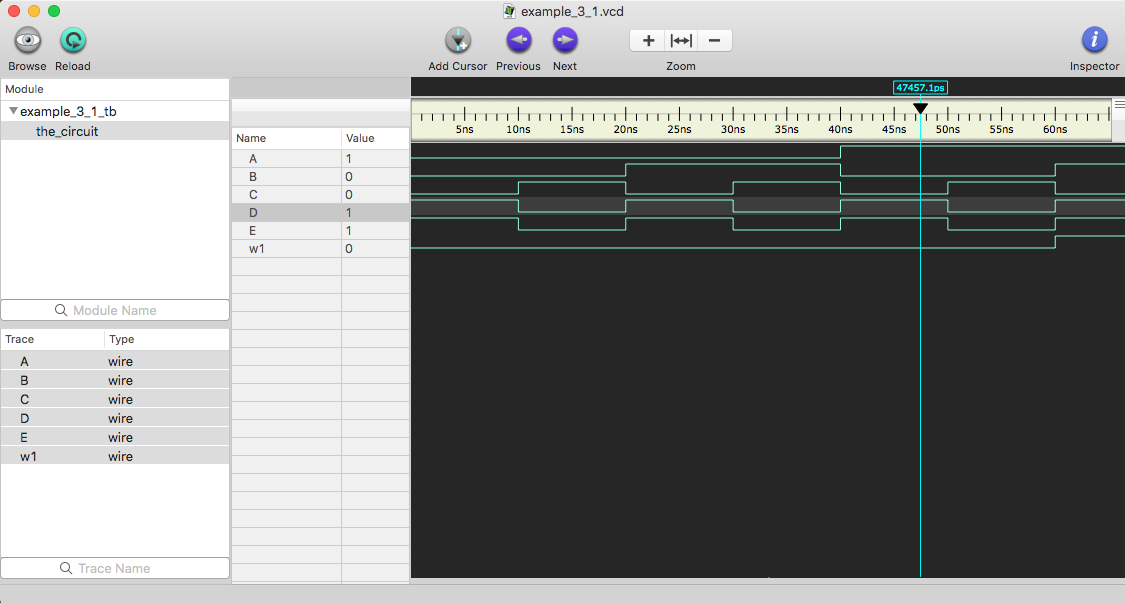 example_3_1.vcd
Browse Reload Add Cursor Previous Next Zoom Inspector
Module
example_3_1_tb
the_circuit
Module Name
Trace Type
A wire
B wire
C wire
D wire
E wire
w1 wire
Trace Name
Name Value
A 1
B 0
C 0
D 1
E 1
w1 0
47457.1ps
5ns 10ns 15ns 20ns 25ns 30ns 35ns 40ns 45ns 50ns 55ns 60ns